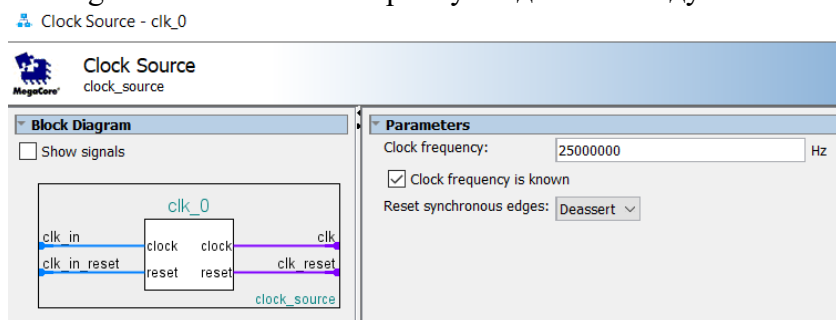 Clock Source - clk_0
Clock Source
clock_source
MegaCore'
Block Diagram
Show signals
clk_0
clk_in
clock
clock
clk
clk_in_reset
reset
reset
clk_reset
clock_source
Parameters
Clock frequency:
25000000
Hz
Clock frequency is known
Reset synchronous edges:
Deassert